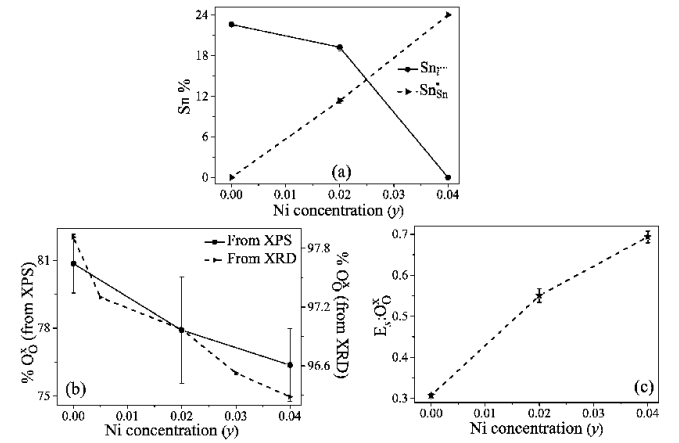 24
18
12
6
0
Sn %
Sn_i^····
Sn_Sn^x
(a)
0.00 0.01 0.02 0.03 0.04
Ni concentration (y)
81
78
75
% O_O^x (from XPS)
From XPS
From XRD
97.8
97.2
96.6
% O_O^x (from XRD)
(b)
0.00 0.01 0.02 0.03 0.04
Ni concentration (y)
0.7
0.6
0.5
0.4
0.3
E_s:O_O^x
(c)
0.00 0.01 0.02 0.03 0.04
Ni concentration (y)